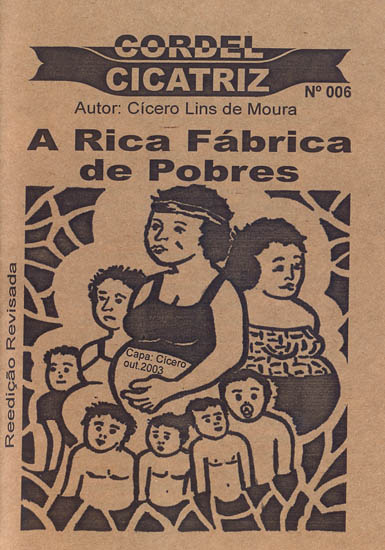 CORDEL
CICATRIZ
Nº 006
Autor: Cícero Lins de Moura
A Rica Fábrica
de Pobres
Capa: Cícero
out.2003
Reedição Revisada